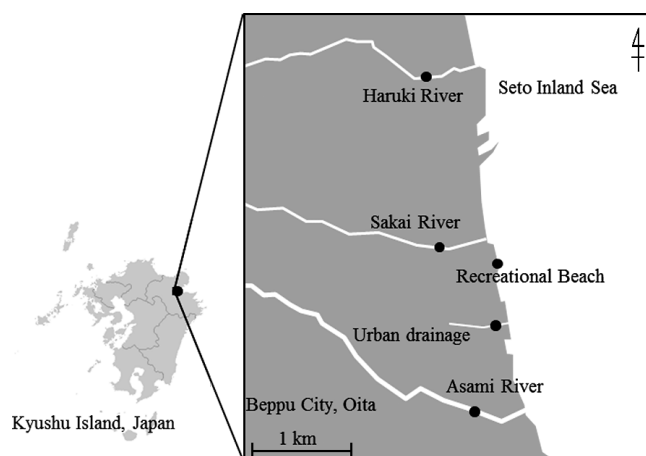 Haruki River
Seto Inland Sea
Sakai River
Recreational Beach
Urban drainage
Asami River
Beppu City, Oita
Kyushu Island, Japan
1 km